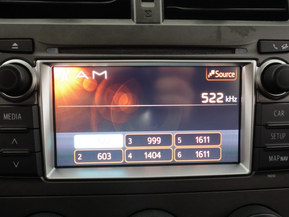 AM
Source
522 kHz
3 999 5 1611
2 603 4 1404 6 1611
MEDIA
CAR
SETUP
MAP